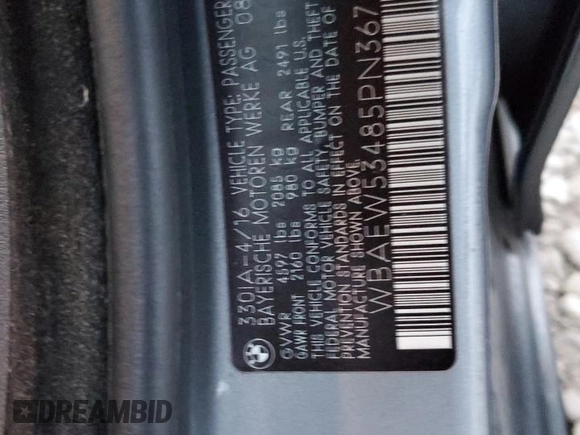 330IA-4/16 VEHICLE TYPE: PASSENGER
BAYERISCHE MOTOREN WERKE AG 08
GVWR 4597 lbs 2085 kg
GAWR FRONT 2160 lbs 980 kg REAR 2491 lbs
THIS VEHICLE CONFORMS TO ALL APPLICABLE U.S.
FEDERAL MOTOR VEHICLE SAFETY, BUMPER AND THEFT
PREVENTION STANDARDS IN EFFECT ON THE DATE OF
MANUFACTURE SHOWN ABOVE.
WBAEW53485PN367
BMW
DREAMBID